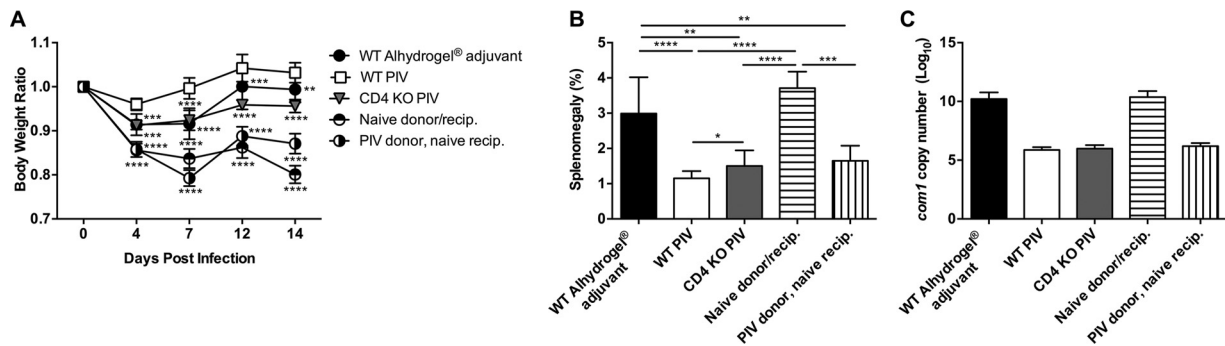 A
Body Weight Ratio
1.1
1.0
0.9
0.8
0.7
***
**
****
***
****
****
***
****
****
****
****
****
****
****
****
0
4
7
12
14
Days Post Infection
WT Alhydrogel® adjuvant
WT PIV
CD4 KO PIV
Naive donor/recip.
PIV donor, naive recip.
B
Splenomegaly (%)
5
4
3
2
1
0
**
**
****
****
****
***
*
WT Alhydrogel®
adjuvant
WT PIV
CD4 KO PIV
Naive donor/recip.
PIV donor, naive recip.
C
com1 copy number (Log10)
15
10
5
0
WT Alhydrogel®
adjuvant
WT PIV
CD4 KO PIV
Naive donor/recip.
PIV donor, naive recip.